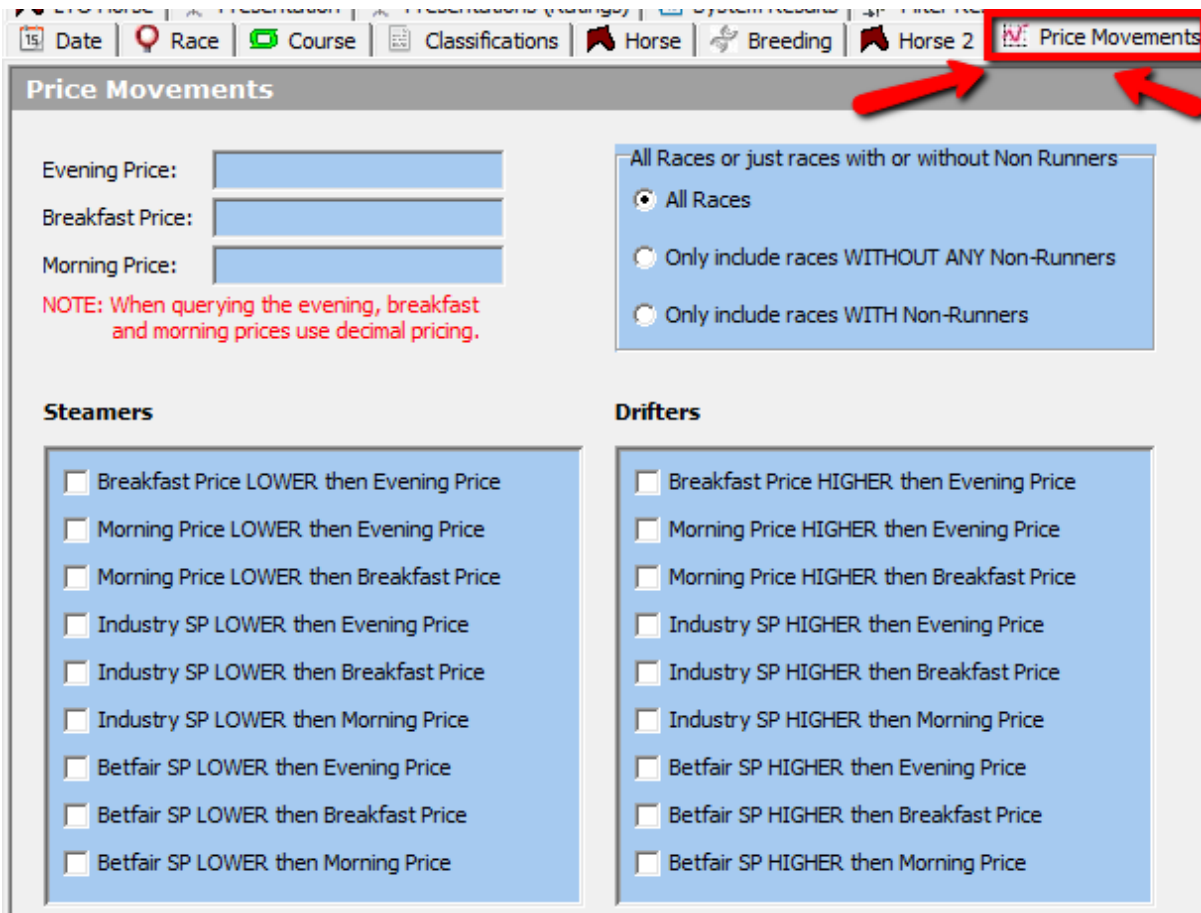 Date Race Course Classifications Horse Breeding Horse 2 Price Movements
Price Movements
Evening Price:
Breakfast Price:
Morning Price:
NOTE: When querying the evening, breakfast
and morning prices use decimal pricing.
All Races or just races with or without Non Runners
All Races
Only include races WITHOUT ANY Non-Runners
Only include races WITH Non-Runners
Steamers
Breakfast Price LOWER then Evening Price
Morning Price LOWER then Evening Price
Morning Price LOWER then Breakfast Price
Industry SP LOWER then Evening Price
Industry SP LOWER then Breakfast Price
Industry SP LOWER then Morning Price
Betfair SP LOWER then Evening Price
Betfair SP LOWER then Breakfast Price
Betfair SP LOWER then Morning Price
Drifters
Breakfast Price HIGHER then Evening Price
Morning Price HIGHER then Evening Price
Morning Price HIGHER then Breakfast Price
Industry SP HIGHER then Evening Price
Industry SP HIGHER then Breakfast Price
Industry SP HIGHER then Morning Price
Betfair SP HIGHER then Evening Price
Betfair SP HIGHER then Breakfast Price
Betfair SP HIGHER then Morning Price